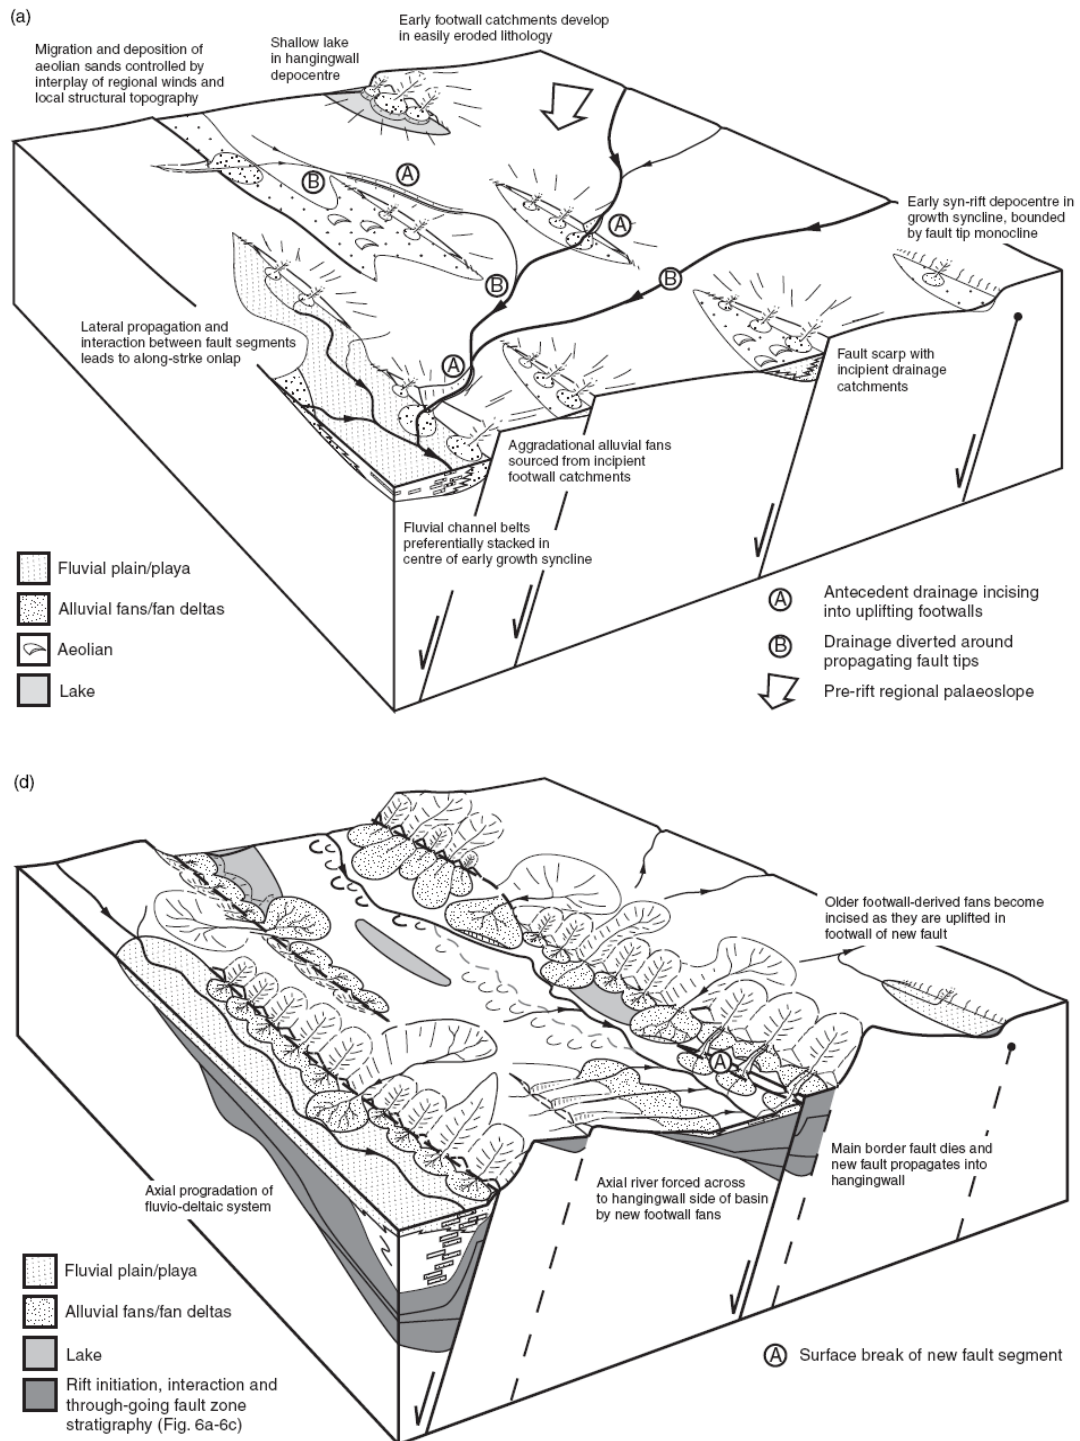 (a)
Early footwall catchments develop
in easily eroded lithology
Migration and deposition of
aeolian sands controlled by
interplay of regional winds and
local structural topography
Shallow lake
in hangingwall
depocentre
A
B
A
Early syn-rift depocentre in
growth syncline, bounded
by fault tip monocline
B
B
Lateral propagation and
interaction between fault segments
leads to along-strke onlap
A
Fault scarp with
incipient drainage
catchments
Aggradational alluvial fans
sourced from incipient
footwall catchments
Fluvial channel belts
preferentially stacked in
centre of early growth syncline
Fluvial plain/playa
Alluvial fans/fan deltas
Aeolian
Lake
A Antecedent drainage incising
into uplifting footwalls
B Drainage diverted around
propagating fault tips
Pre-rift regional palaeoslope
(d)
Older footwall-derived fans become
incised as they are uplifted in
footwall of new fault
A
Main border fault dies and
new fault propagates into
hangingwall
Axial river forced across
to hangingwall side of basin
by new footwall fans
Axial progradation of
fluvio-deltaic system
Fluvial plain/playa
Alluvial fans/fan deltas
Lake
Rift initiation, interaction and
through-going fault zone
stratigraphy (Fig. 6a-6c)
A Surface break of new fault segment